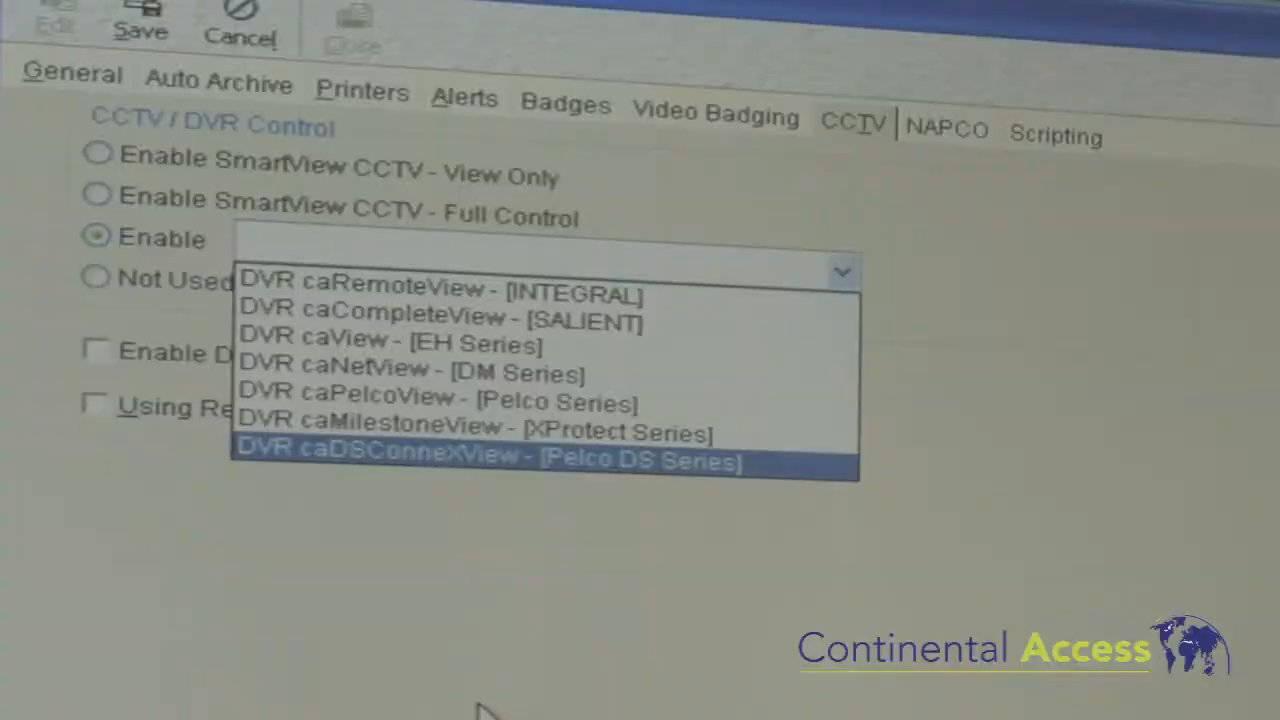 Edit Save Cancel Close
General Auto Archive Printers Alerts Badges Video Badging CCTV NAPCO Scripting
CCTV / DVR Control
Enable SmartView CCTV - View Only
Enable SmartView CCTV - Full Control
Enable
Not Used
DVR caRemoteView - [INTEGRAL]
DVR caCompleteView - [SALIENT]
DVR caView - [EH Series]
Enable D
DVR caNetView - [DM Series]
DVR caPelcoView - [Pelco Series]
Using Re
DVR caMilestoneView - [XProtect Series]
DVR caDSConneXView - [Pelco DS Series]
Continental Access